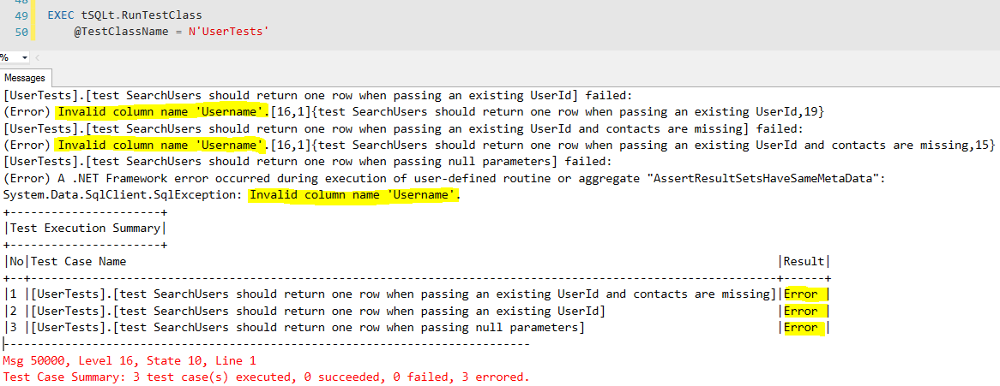 48
49 EXEC tSQLt.RunTestClass
50 @TestClassName = N'UserTests'
%
Messages
[UserTests].[test SearchUsers should return one row when passing an existing UserId] failed:
(Error) Invalid column name 'Username'.[16,1]{test SearchUsers should return one row when passing an existing UserId,19}
[UserTests].[test SearchUsers should return one row when passing an existing UserId and contacts are missing] failed:
(Error) Invalid column name 'Username'.[16,1]{test SearchUsers should return one row when passing an existing UserId and contacts are missing,15}
[UserTests].[test SearchUsers should return one row when passing null parameters] failed:
(Error) A .NET Framework error occurred during execution of user-defined routine or aggregate "AssertResultSetsHaveSameMetaData":
System.Data.SqlClient.SqlException: Invalid column name 'Username'.
+----------------------+
|Test Execution Summary|
+----------------------+
|No|Test Case Name |Result|
+--+-------------------------------------------------------------------------------------------------------------+-------+
|1 |[UserTests].[test SearchUsers should return one row when passing an existing UserId and contacts are missing]|Error |
|2 |[UserTests].[test SearchUsers should return one row when passing an existing UserId] |Error |
|3 |[UserTests].[test SearchUsers should return one row when passing null parameters] |Error |
-----------------------------------------------------------------------------
Msg 50000, Level 16, State 10, Line 1
Test Case Summary: 3 test case(s) executed, 0 succeeded, 0 failed, 3 errored.